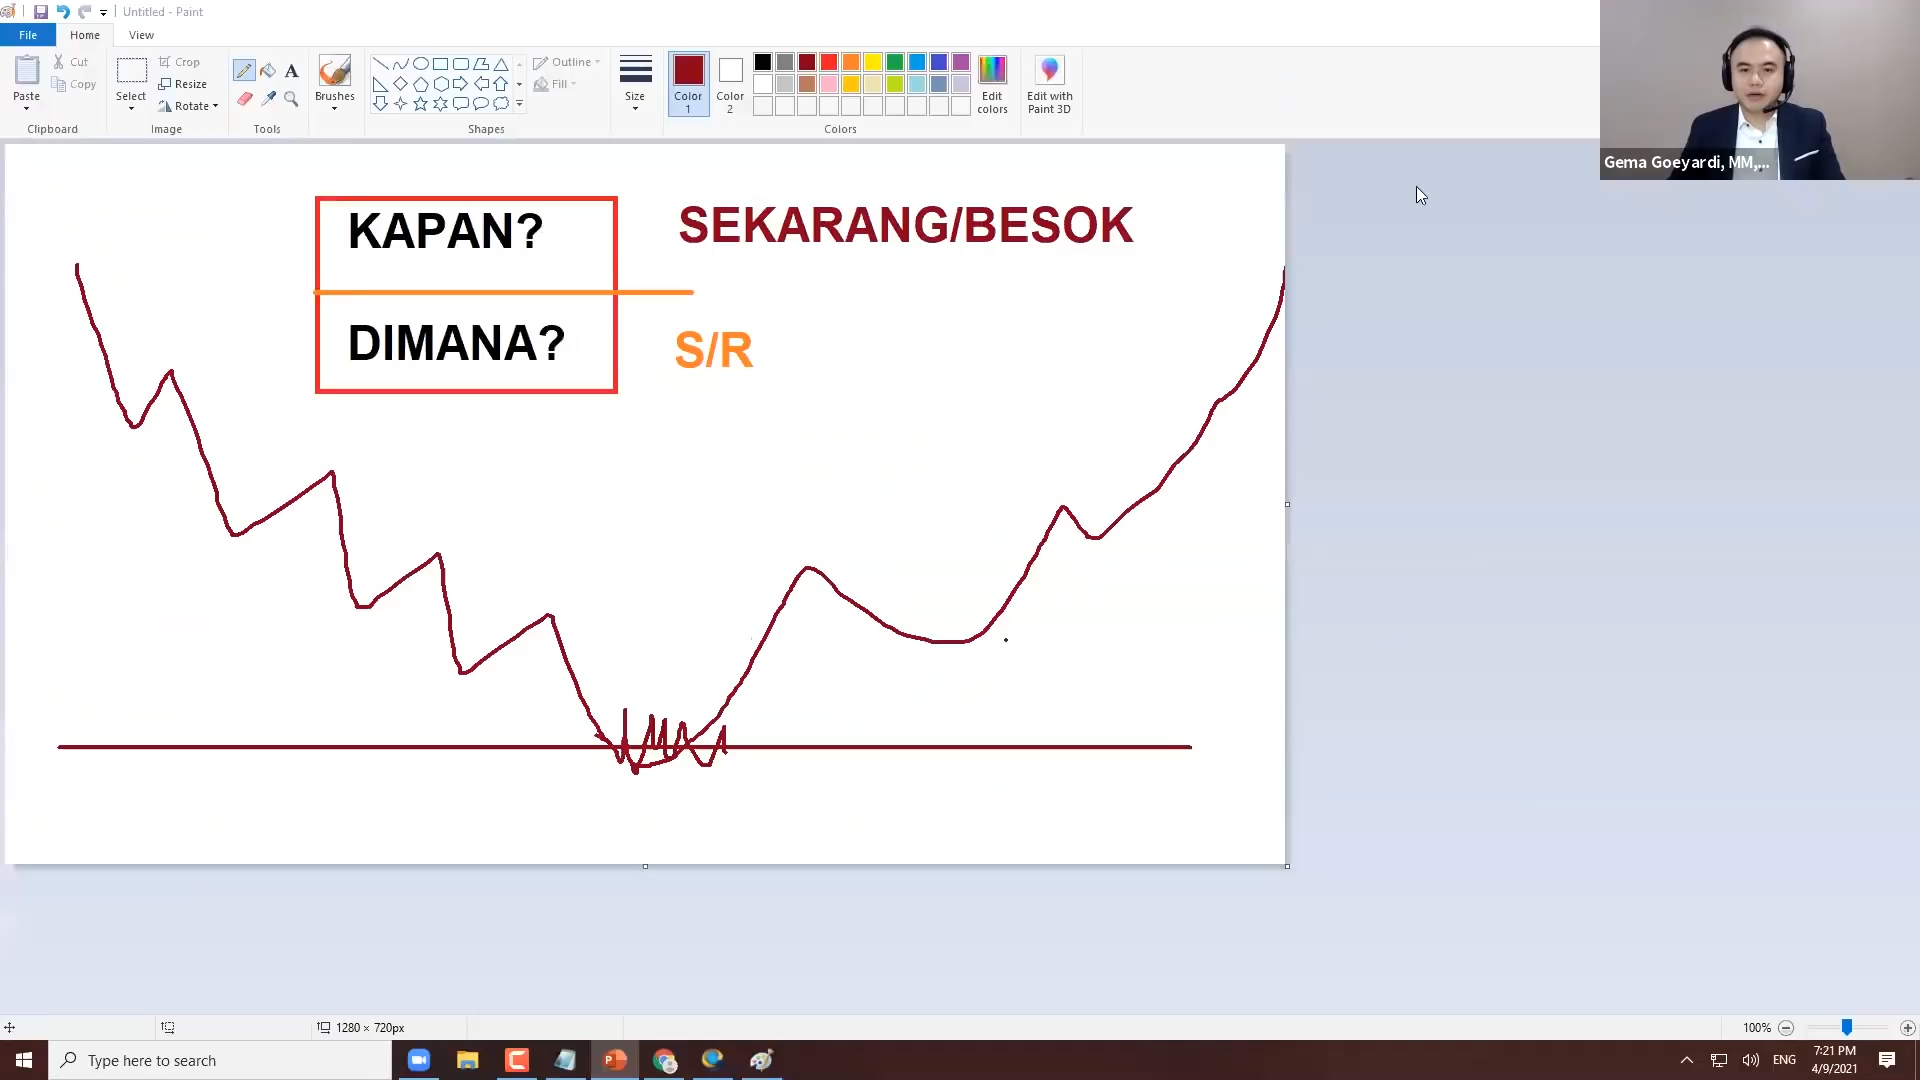 Untitled - Paint
File
Home
View
Paste
Cut
Copy
Clipboard
Select
Crop
Resize
Rotate
Image
Tools
Brushes
Outline
Fill
Shapes
Size
Color 1
Color 2
Edit colors
Edit with Paint 3D
Colors
Gema Goeyardi, MM,...
KAPAN?
SEKARANG/BESOK
DIMANA?
S/R
1280 × 720px
100%
Type here to search
ENG
7:21 PM
4/9/2021